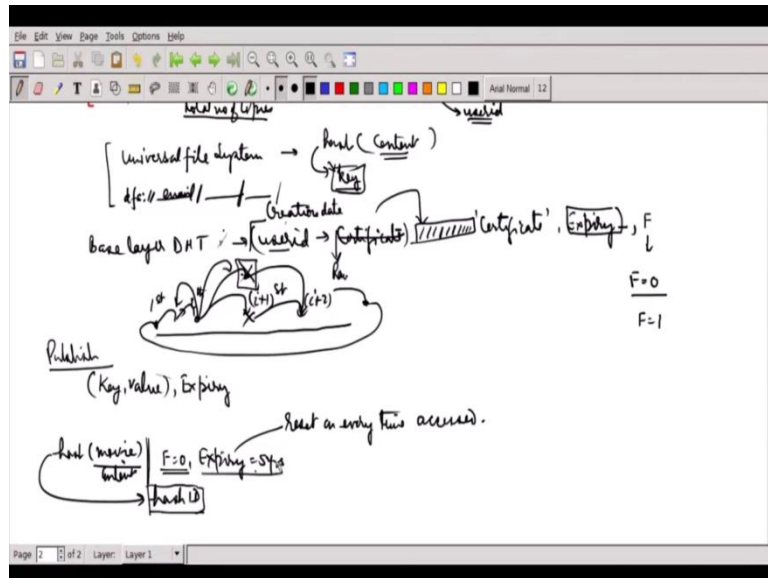 File Edit View Page Tools Options Help
T Arial Normal 12
total no of copies
userid
Universal file System → hash (Content)
key
dfs:// email/
Creation date
Base layer DHT : → userid → Certificate 'Certificate', Expiry, F
F=0
F=1
1st (i+1)st (i+2)
Publish
(Key, value), Expiry
Reset on every time accessed.
hash (movie) F=0, Expiry = 5yrs
Content
hash ID
Page 2 of 2 Layer: Layer 1